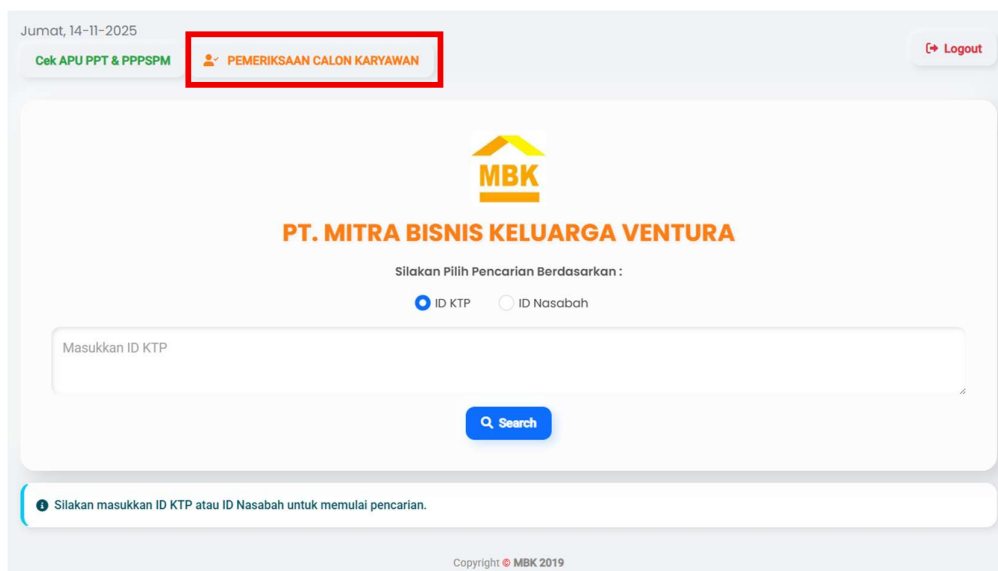 Jumat, 14-11-2025
Cek APU PPT & PPPSPM
PEMERIKSAAN CALON KARYAWAN
Logout
MBK
PT. MITRA BISNIS KELUARGA VENTURA
Silakan Pilih Pencarian Berdasarkan :
ID KTP
ID Nasabah
Masukkan ID KTP
Search
Silakan masukkan ID KTP atau ID Nasabah untuk memulai pencarian.
Copyright © MBK 2019